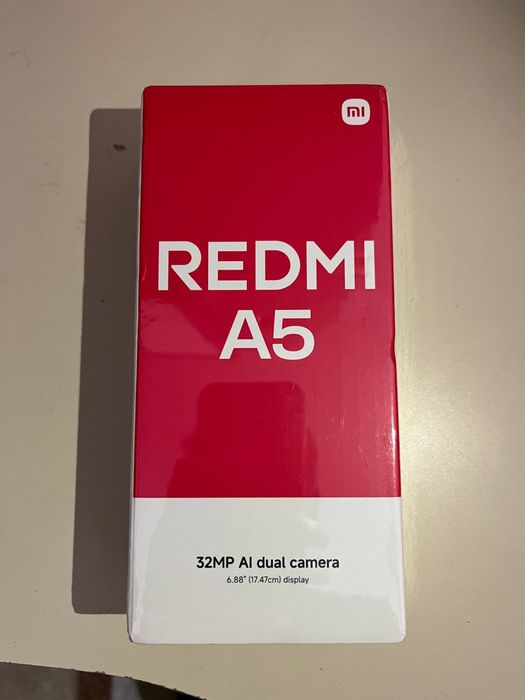 mi
REDMI
A5
32MP AI dual camera
6.88" (17.47cm) display